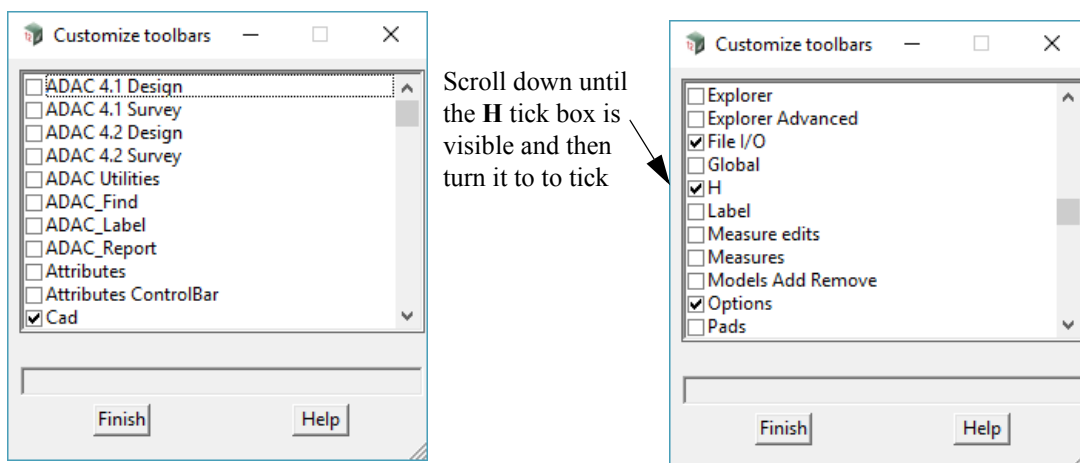 Customize toolbars
ADAC 4.1 Design
ADAC 4.1 Survey
ADAC 4.2 Design
ADAC 4.2 Survey
ADAC Utilities
ADAC_Find
ADAC_Label
ADAC_Report
Attributes
Attributes ControlBar
Cad
Finish
Help
Scroll down until
the H tick box is
visible and then
turn it to to tick
Customize toolbars
Explorer
Explorer Advanced
File I/O
Global
H
Label
Measure edits
Measures
Models Add Remove
Options
Pads
Finish
Help